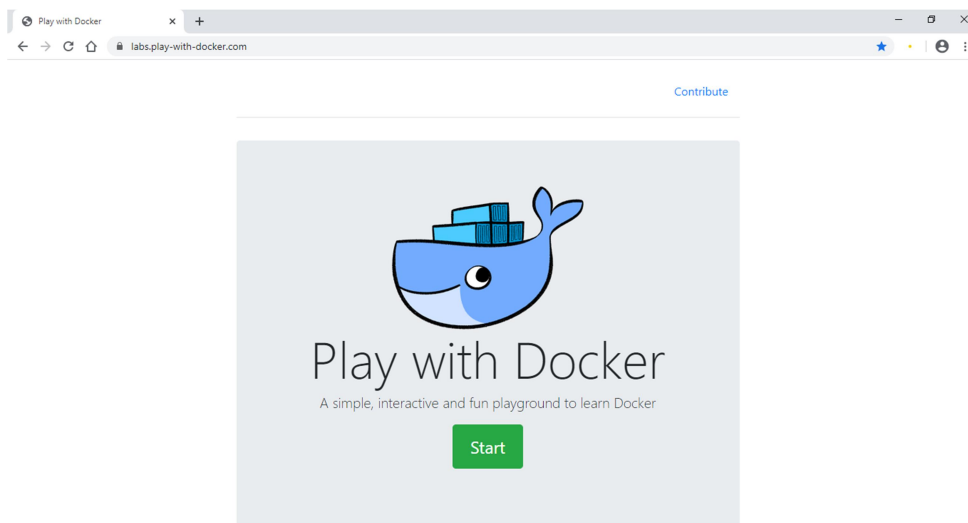 Play with Docker
labs.play-with-docker.com
Contribute
Play with Docker
A simple, interactive and fun playground to learn Docker
Start